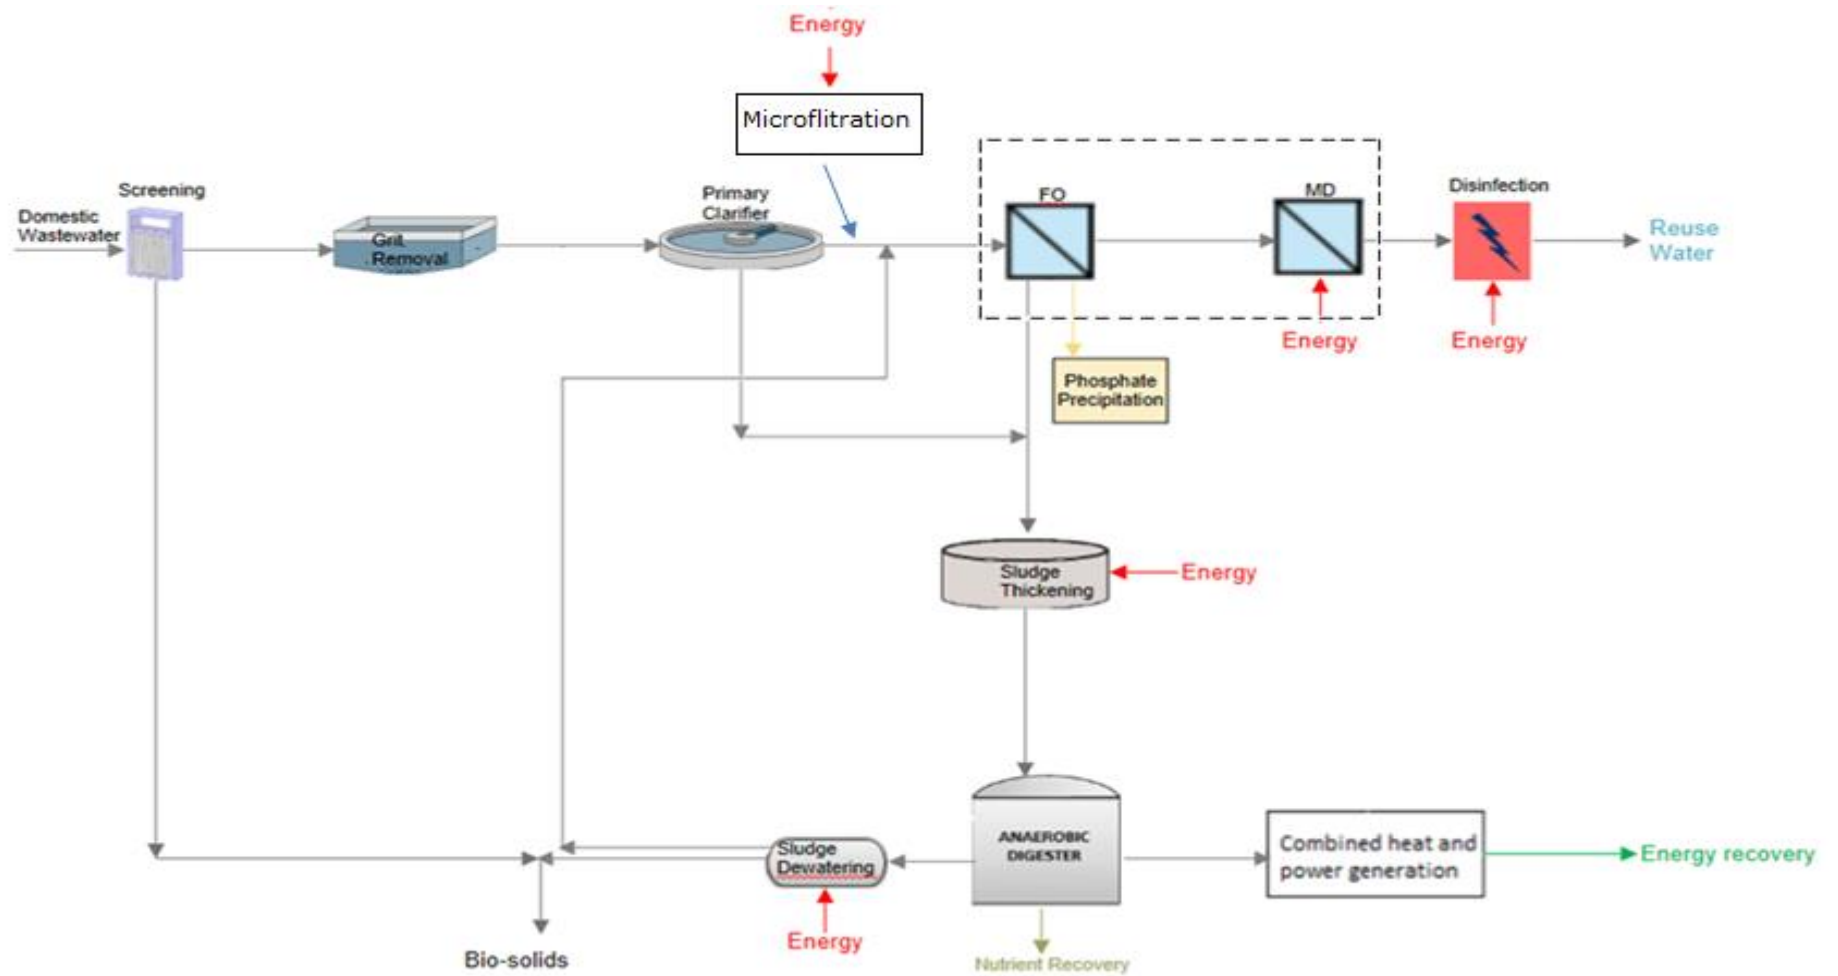 Energy
Microflitration
Screening
Domestic
Wastewater
Grit
Removal
Primary
Clarifier
FO
MD
Disinfection
Reuse
Water
Energy
Energy
Phosphate
Precipitation
Sludge
Thickening
Energy
ANAEROBIC
DIGESTER
Combined heat and
power generation
Energy recovery
Sludge
Dewatering
Energy
Bio-solids
Nutrient Recovery